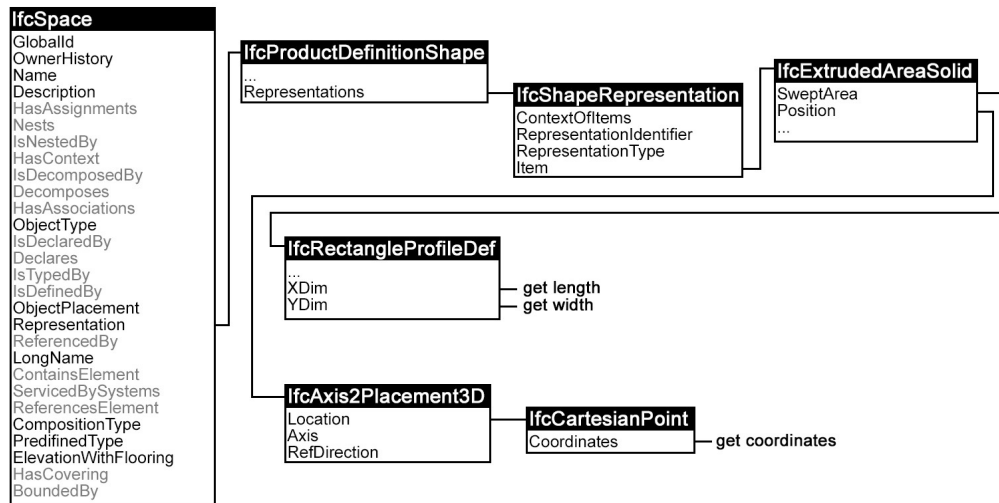 IfcSpace
GlobalId
OwnerHistory
Name
Description
HasAssignments
Nests
IsNestedBy
HasContext
IsDecomposedBy
Decomposes
HasAssociations
ObjectType
IsDeclaredBy
Declares
IsTypedBy
IsDefinedBy
ObjectPlacement
Representation
ReferencedBy
LongName
ContainsElement
ServicedBySystems
ReferencesElement
CompositionType
PredifinedType
ElevationWithFlooring
HasCovering
BoundedBy
IfcProductDefinitionShape
...
Representations
IfcShapeRepresentation
ContextOfItems
RepresentationIdentifier
RepresentationType
Item
IfcExtrudedAreaSolid
SweptArea
Position
...
IfcRectangleProfileDef
...
XDim
get length
YDim
get width
IfcAxis2Placement3D
Location
Axis
RefDirection
IfcCartesianPoint
Coordinates
get coordinates